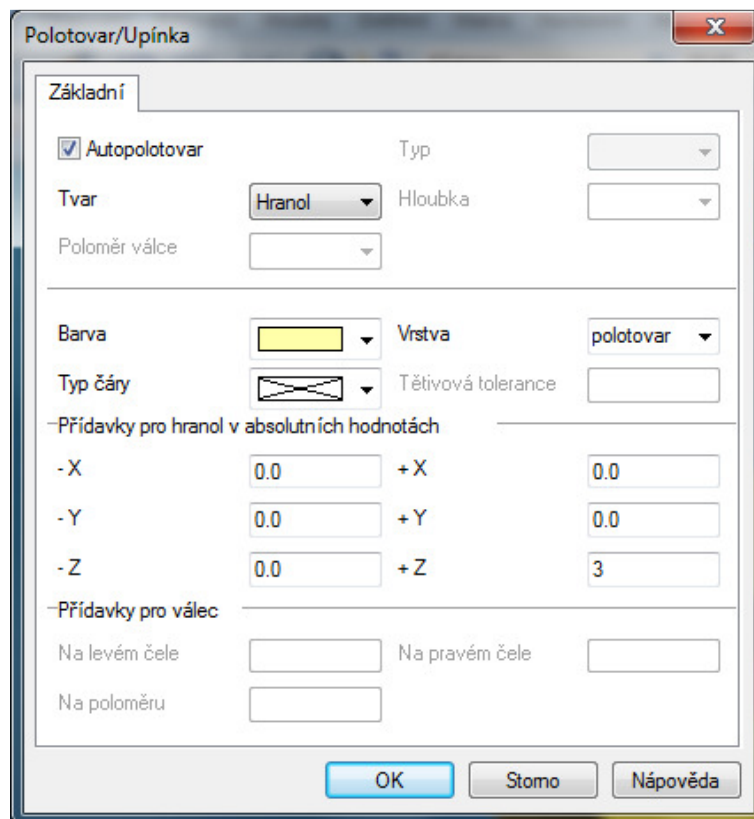 Polotovar/Upínka
Základní
Autopolotovar Typ
Tvar Hranol Hloubka
Poloměr válce
Barva Vrstva polotovar
Typ čáry Tětivová tolerance
Přídavky pro hranol v absolutních hodnotách
- X 0.0 + X 0.0
- Y 0.0 + Y 0.0
- Z 0.0 + Z 3
Přídavky pro válec
Na levém čele Na pravém čele
Na poloměru
OK Storno Nápověda